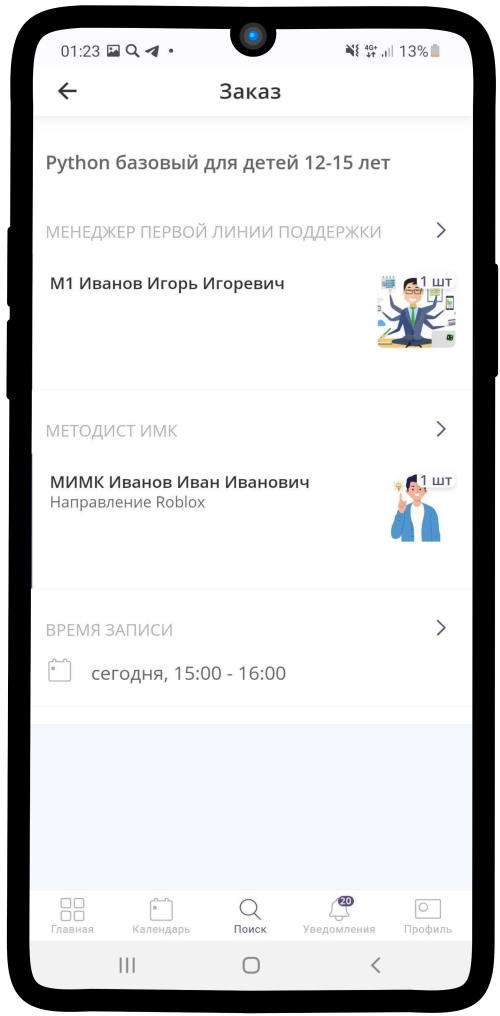 01:23
4G+
13%
Заказ
Python базовый для детей 12-15 лет
МЕНЕДЖЕР ПЕРВОЙ ЛИНИИ ПОДДЕРЖКИ
М1 Иванов Игорь Игоревич
1 шт
МЕТОДИСТ ИМК
МИМК Иванов Иван Иванович
1 шт
Направление Roblox
ВРЕМЯ ЗАПИСИ
сегодня, 15:00 - 16:00
20
Главная
Календарь
Поиск
Уведомления
Профиль